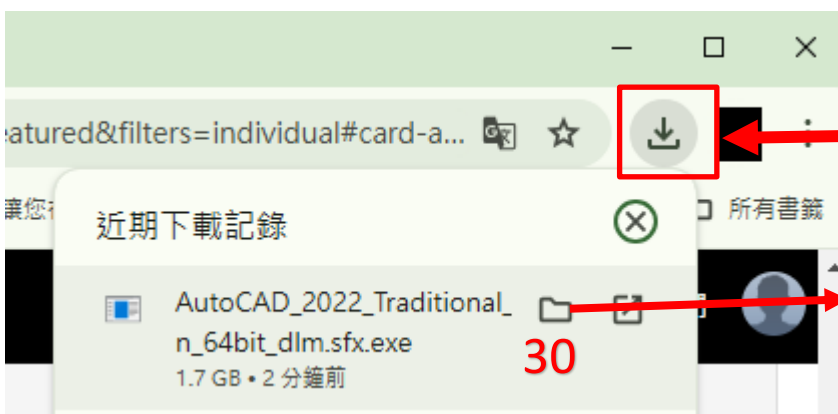 eatured&filters=individual#card-a...
讓您
所有書籤
近期下載記錄
AutoCAD_2022_Traditional_
n_64bit_dlm.sfx.exe
30
1.7 GB • 2 分鐘前